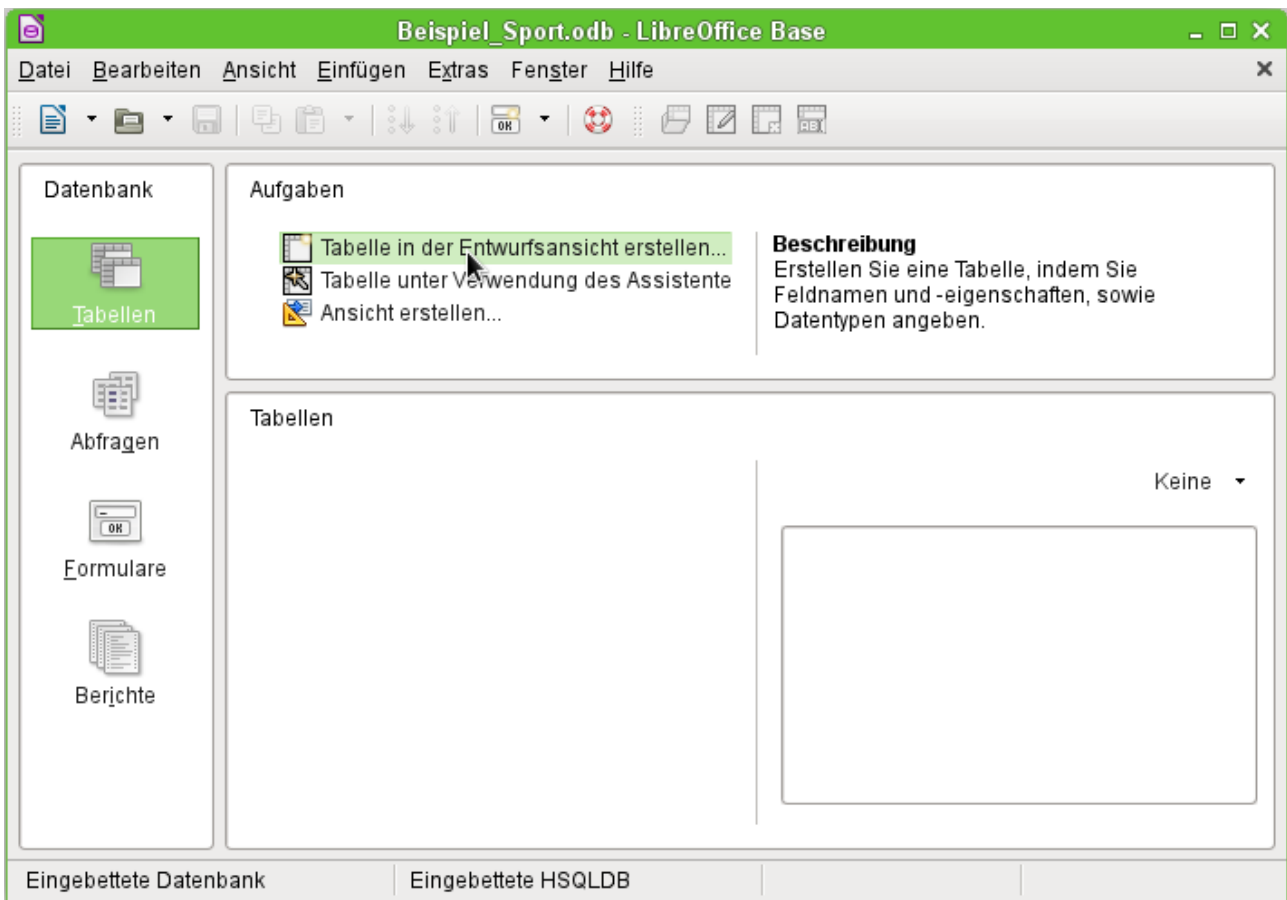 Beispiel_Sport.odb - LibreOffice Base
Datei Bearbeiten Ansicht Einfügen Extras Fenster Hilfe
OK
Datenbank
Tabellen
Abfragen
OK
Formulare
Berichte
Aufgaben
Tabelle in der Entwurfsansicht erstellen...
Tabelle unter Verwendung des Assistente
Ansicht erstellen...
Beschreibung
Erstellen Sie eine Tabelle, indem Sie
Feldnamen und -eigenschaften, sowie
Datentypen angeben.
Tabellen
Keine
Eingebettete Datenbank
Eingebettete HSQLDB